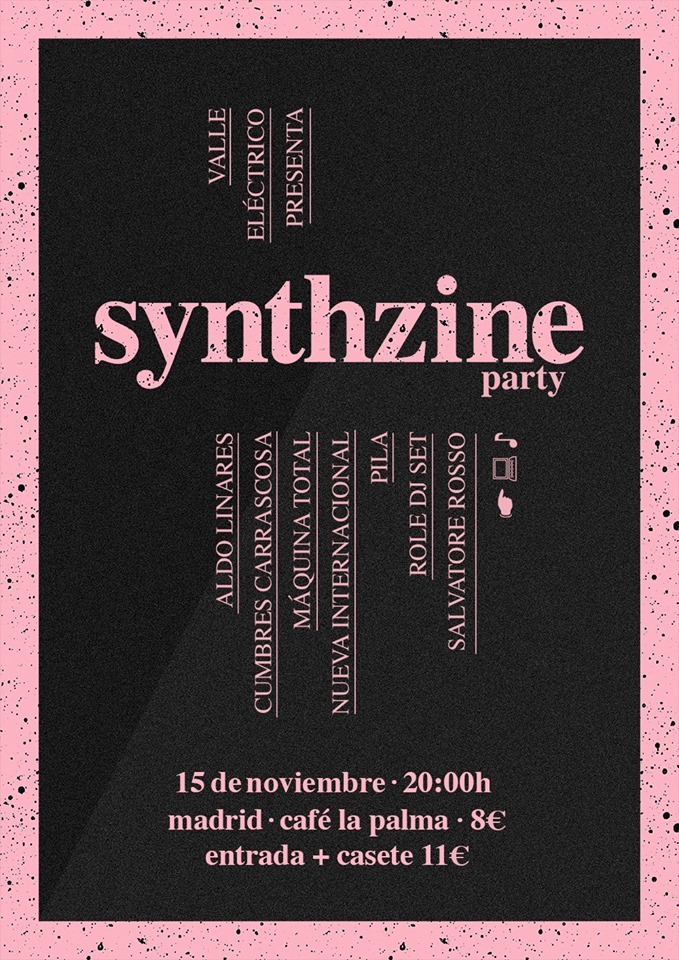 VALLE
ELÉCTRICO
PRESENTA
synthzine
party
ALDO LINARES
CUMBRES CARRASCOSA
MÁQUINA TOTAL
NUEVA INTERNACIONAL
PILA
ROLE DJ SET
SALVATORE ROSSO
15 de noviembre · 20:00h
madrid · café la palma · 8€
entrada + casete 11€